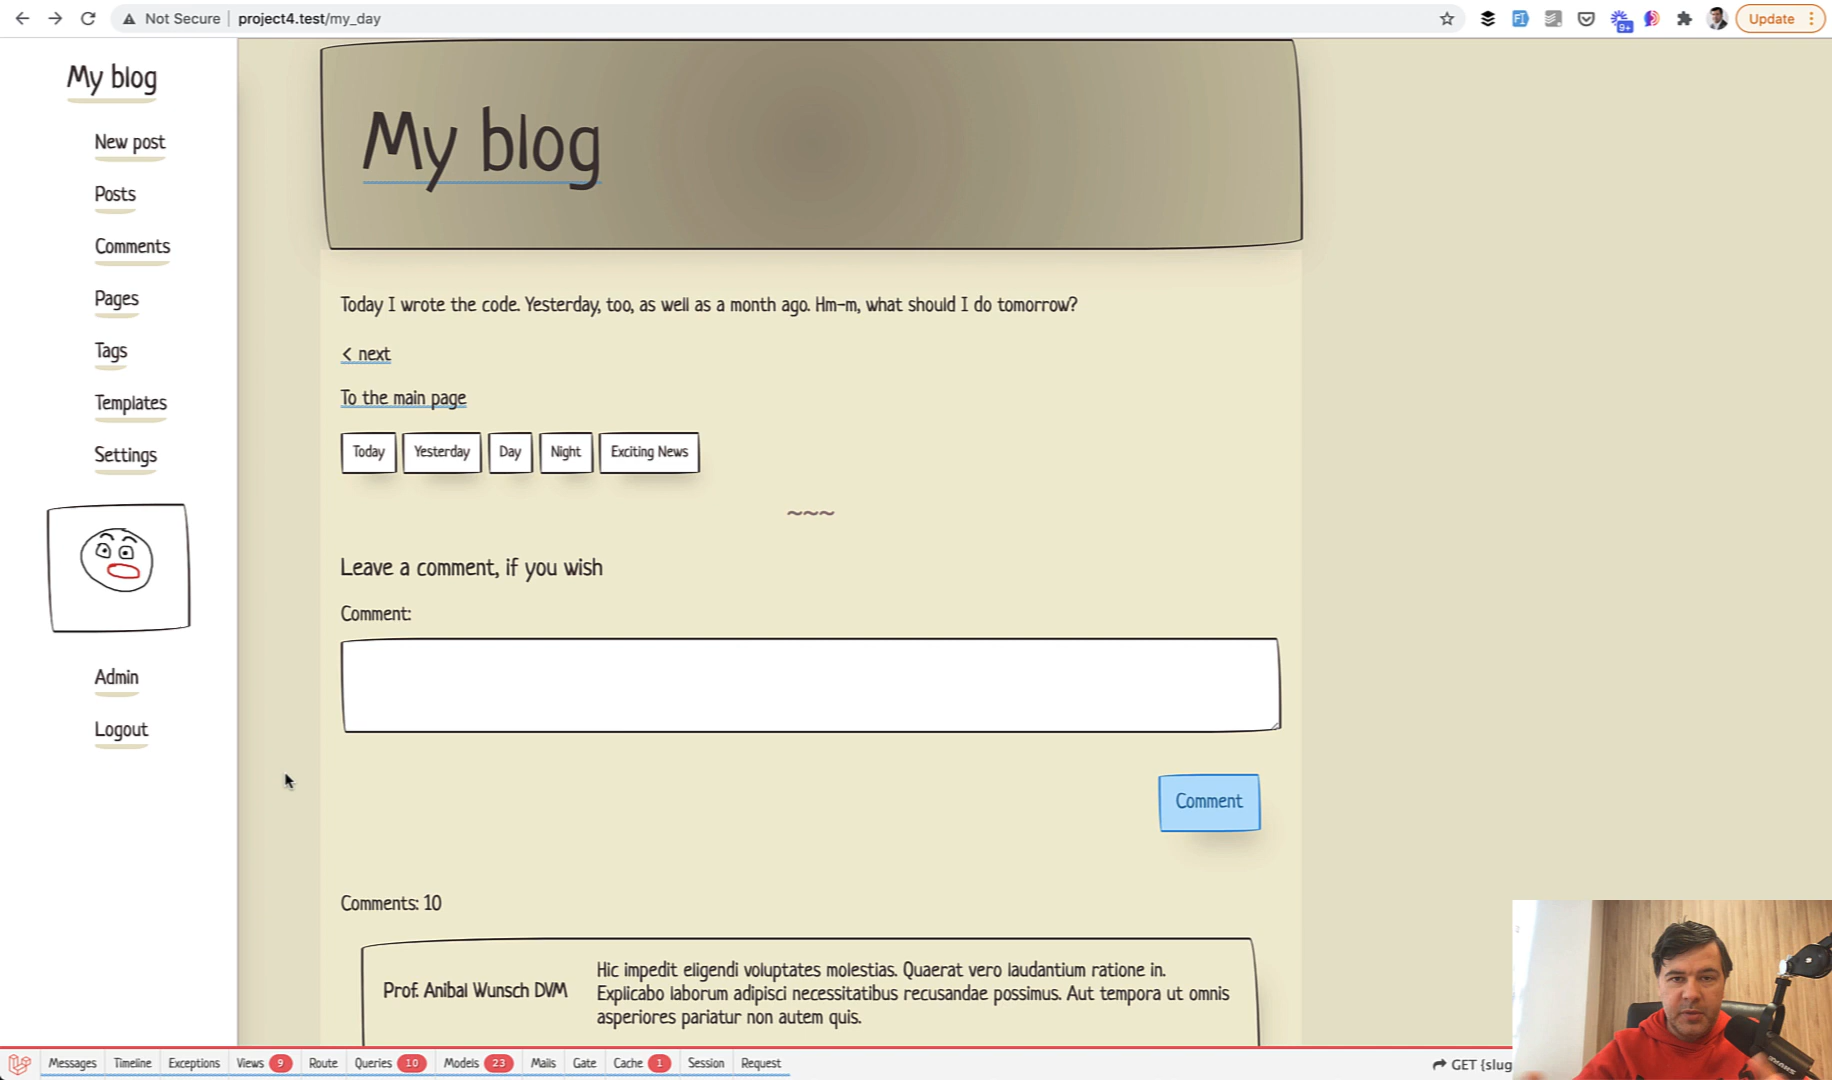 Not Secure project4.test/my_day
9+
Update
My blog
New post
Posts
Comments
Pages
Tags
Templates
Settings
Admin
Logout
My blog
Today I wrote the code. Yesterday, too, as well as a month ago. Hm-m, what should I do tomorrow?
< next
To the main page
Today Yesterday Day Night Exciting News
~~~
Leave a comment, if you wish
Comment:
Comment
Comments: 10
Prof. Anibal Wunsch DVM
Hic impedit eligendi voluptates molestias. Quaerat vero laudantium ratione in.
Explicabo laborum adipisci necessitatibus recusandae possimus. Aut tempora ut omnis
asperiores pariatur non autem quis.
Messages Timeline Exceptions Views 9 Route Queries 10 Models 23 Mails Gate Cache 1 Session Request GET {slug